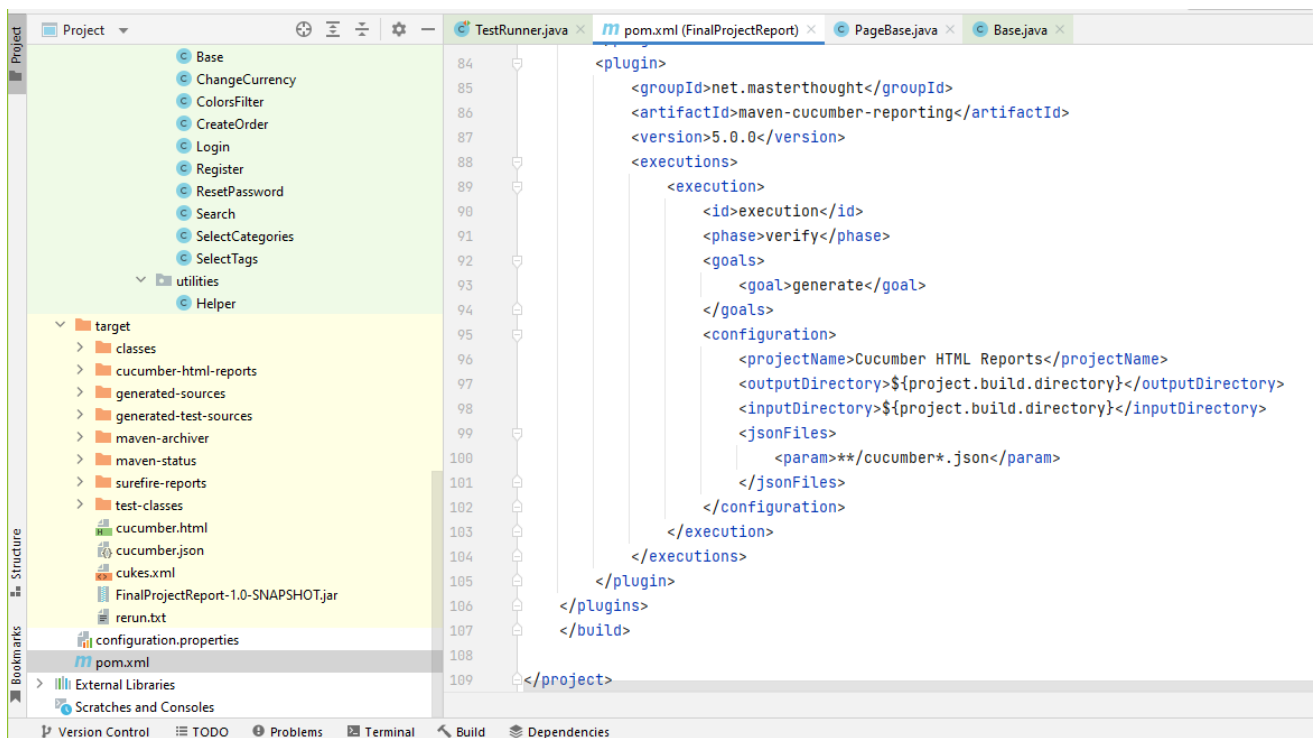 Project
TestRunner.java
pom.xml (FinalProjectReport)
PageBase.java
Base.java
Project
Structure
Bookmarks
Base
ChangeCurrency
ColorsFilter
CreateOrder
Login
Register
ResetPassword
Search
SelectCategories
SelectTags
utilities
Helper
target
classes
cucumber-html-reports
generated-sources
generated-test-sources
maven-archiver
maven-status
surefire-reports
test-classes
cucumber.html
cucumber.json
cukes.xml
FinalProjectReport-1.0-SNAPSHOT.jar
rerun.txt
configuration.properties
pom.xml
External Libraries
Scratches and Consoles
84 <plugin>
85 <groupId>net.masterthought</groupId>
86 <artifactId>maven-cucumber-reporting</artifactId>
87 <version>5.0.0</version>
88 <executions>
89 <execution>
90 <id>execution</id>
91 <phase>verify</phase>
92 <goals>
93 <goal>generate</goal>
94 </goals>
95 <configuration>
96 <projectName>Cucumber HTML Reports</projectName>
97 <outputDirectory>${project.build.directory}</outputDirectory>
98 <inputDirectory>${project.build.directory}</inputDirectory>
99 <jsonFiles>
100 <param>**/cucumber*.json</param>
101 </jsonFiles>
102 </configuration>
103 </execution>
104 </executions>
105 </plugin>
106 </plugins>
107 </build>
108
109 </project>
Version Control TODO Problems Terminal Build Dependencies